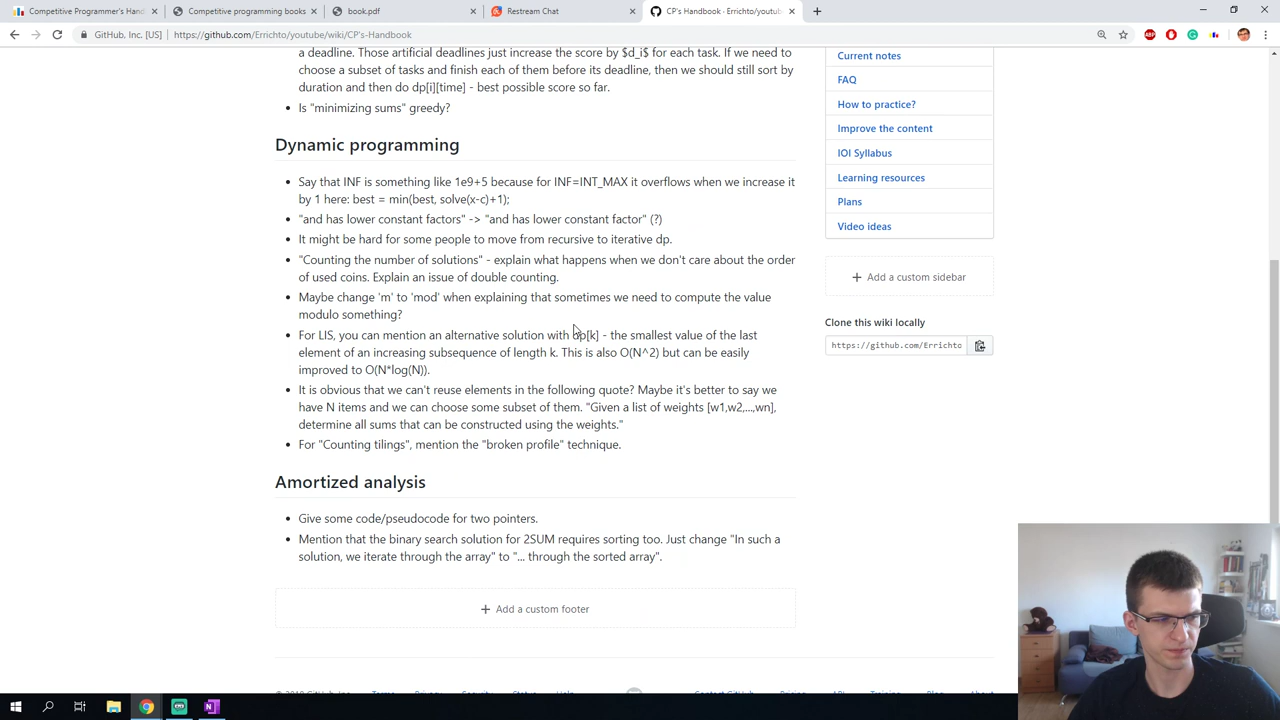 Competitive Programmer's Hand
Competitive programming books
book.pdf
Restream Chat
CP's Handbook · Errichto/youtub
GitHub, Inc. [US]
https://github.com/Errichto/youtube/wiki/CP's-Handbook
a deadline. Those artificial deadlines just increase the score by $d_i$ for each task. If we need to
choose a subset of tasks and finish each of them before its deadline, then we should still sort by
duration and then do dp[i][time] - best possible score so far.
Is "minimizing sums" greedy?
Dynamic programming
Say that INF is something like 1e9+5 because for INF=INT_MAX it overflows when we increase it
by 1 here: best = min(best, solve(x-c)+1);
"and has lower constant factors" -> "and has lower constant factor" (?)
It might be hard for some people to move from recursive to iterative dp.
"Counting the number of solutions" - explain what happens when we don't care about the order
of used coins. Explain an issue of double counting.
Maybe change 'm' to 'mod' when explaining that sometimes we need to compute the value
modulo something?
For LIS, you can mention an alternative solution with dp[k] - the smallest value of the last
element of an increasing subsequence of length k. This is also O(N^2) but can be easily
improved to O(N*log(N)).
It is obvious that we can't reuse elements in the following quote? Maybe it's better to say we
have N items and we can choose some subset of them. "Given a list of weights [w1,w2,...,wn],
determine all sums that can be constructed using the weights."
For "Counting tilings", mention the "broken profile" technique.
Amortized analysis
Give some code/pseudocode for two pointers.
Mention that the binary search solution for 2SUM requires sorting too. Just change "In such a
solution, we iterate through the array" to "... through the sorted array".
Add a custom footer
Current notes
FAQ
How to practice?
Improve the content
IOI Syllabus
Learning resources
Plans
Video ideas
Add a custom sidebar
Clone this wiki locally
https://github.com/Errichto